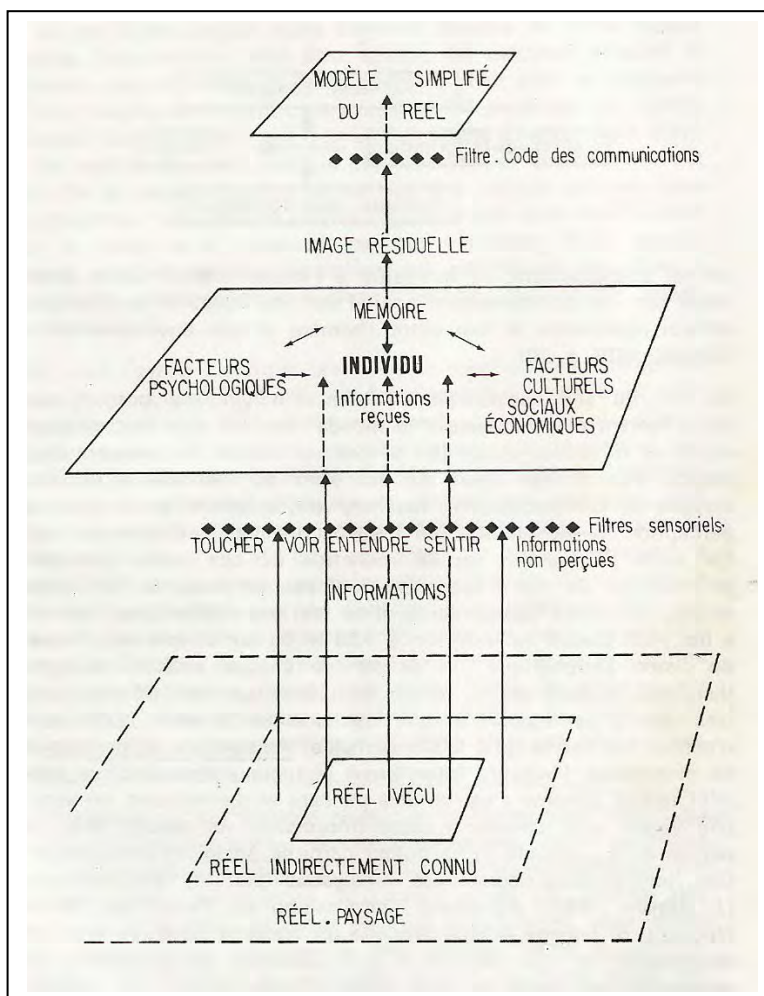 MODÈLE SIMPLIFIÉ
DU REEL
Filtre. Code des communications
IMAGE RÉSIDUELLE
MÉMOIRE
FACTEURS
PSYCHOLOGIQUES
INDIVIDU
Informations
reçues
FACTEURS
CULTURELS
SOCIAUX
ÉCONOMIQUES
Filtres sensoriels.
TOUCHER VOIR ENTENDRE SENTIR
Informations
non perçues
INFORMATIONS
RÉEL VÉCU
RÉEL INDIRECTEMENT CONNU
RÉEL. PAYSAGE